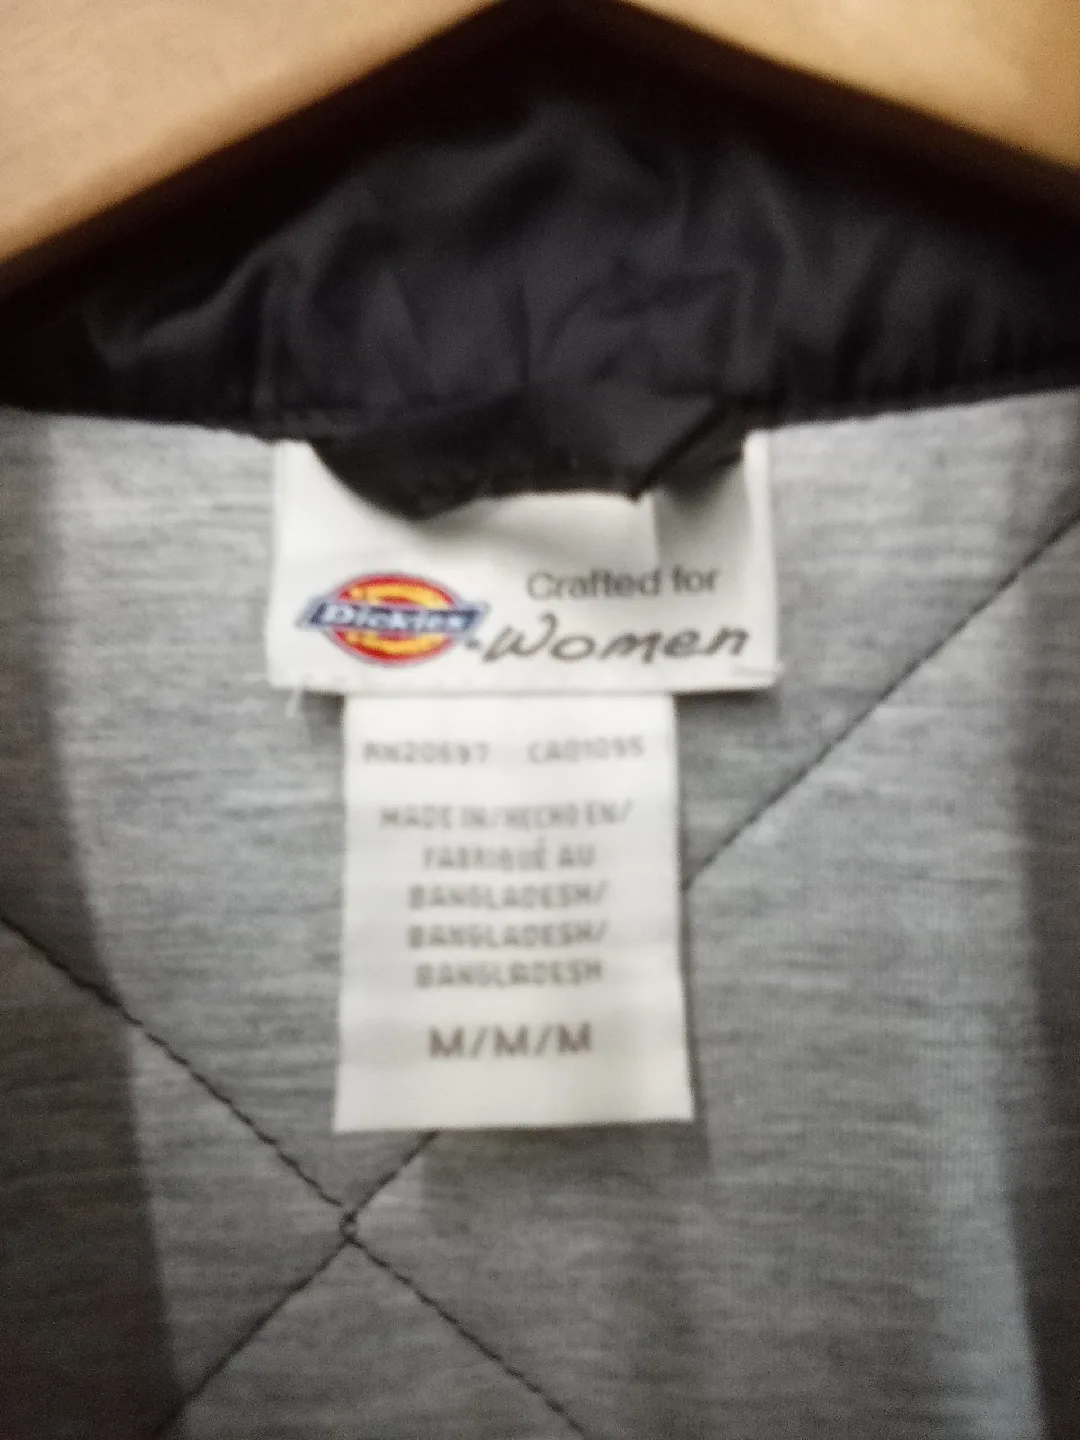 Dickies
Crafted for
Women
RN20697 CA01095
MADE IN/HECHO EN/
FABRIQUÉ AU
BANGLADESH/
BANGLADESH/
BANGLADESH
M/M/M